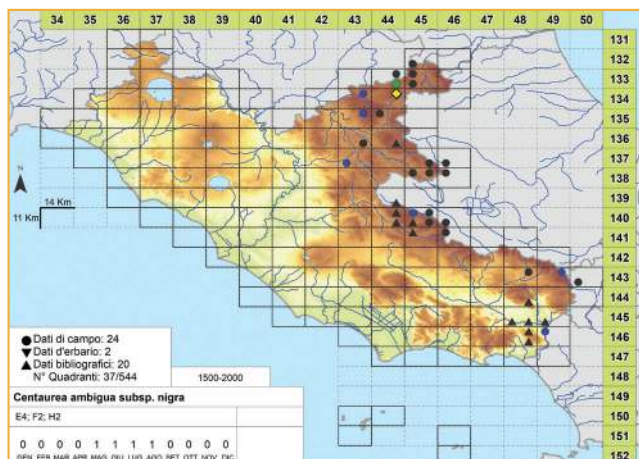 34 35 36 37 38 39 40 41 42 43 44 45 46 47 48 49 50
131
132
133
134
135
136
137
138
139
140
141
142
143
144
145
146
147
148
149
150
151
152
N
14 Km
11 Km
Dati di campo: 24
Dati d'erbario: 2
Dati bibliografici: 20
N° Quadranti: 37/544
1500-2000
Centaurea ambigua subsp. nigra
E4; F2; H2
0 0 0 0 1 1 1 1 0 0 0 0
GEN FEB MAR APR MAG GIU LUG AGO SET OTT NOV DIC